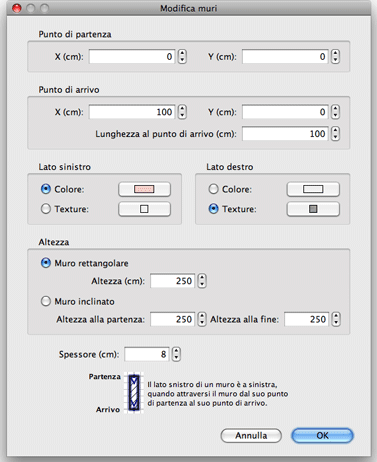 Modifica muri
Punto di partenza
X (cm): 0 Y (cm): 0
Punto di arrivo
X (cm): 100 Y (cm): 0
Lunghezza al punto di arrivo (cm): 100
Lato sinistro Lato destro
Colore: Colore:
Texture: Texture:
Altezza
Muro rettangolare
Altezza (cm): 250
Muro inclinato
Altezza alla partenza: 250 Altezza alla fine: 250
Spessore (cm): 8
Partenza
Il lato snistro di un muro è a sinistra,
quando attraversi il muro dal suo punto
di partenza al suo punto di arrivo.
Arrivo
Annulla OK